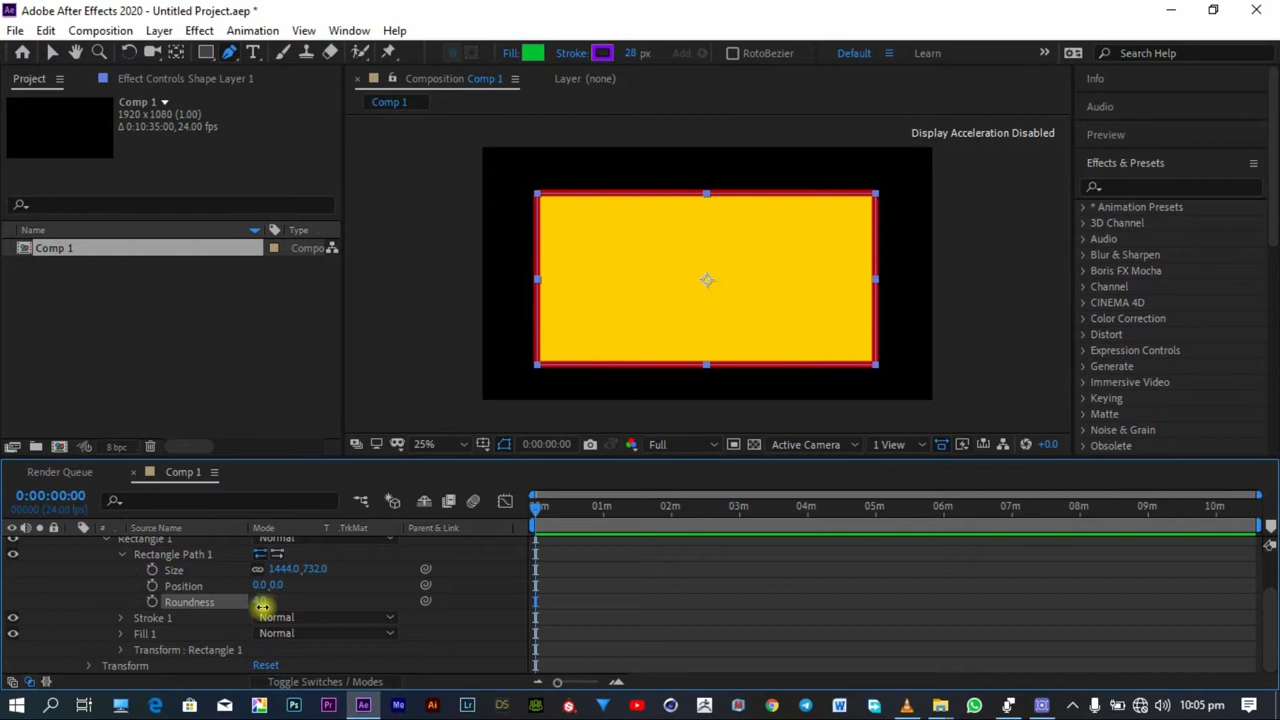 Adobe After Effects 2020 - Untitled Project.aep *
File Edit Composition Layer Effect Animation View Window Help
Fill: Stroke: 28 px Add: RotoBezier Default Learn Search Help
Project Effect Controls Shape Layer 1 Composition Comp 1 Layer (none) Info
Comp 1
1920 x 1080 (1.00)
Δ 0:10:35:00, 24.00 fps
Comp 1
Audio
Display Acceleration Disabled
Preview
Effects & Presets
* Animation Presets
3D Channel
Audio
Blur & Sharpen
Boris FX Mocha
Channel
CINEMA 4D
Color Correction
Distort
Expression Controls
Generate
Immersive Video
Keying
Matte
Noise & Grain
Obsolete
Name Type
Comp 1 Compo
8 bpc
25% 0:00:00:00 Full Active Camera 1 View +0.0
Render Queue Comp 1
0:00:00:00
00000 (24.00 fps)
01m 02m 03m 04m 05m 06m 07m 08m 09m 10m
# Source Name Mode T .TrkMat Parent & Link
Rectangle 1 Normal
Rectangle Path 1
Size 1444.0,732.0
Position 0.0,0.0
Roundness
Stroke 1 Normal
Fill 1 Normal
Transform : Rectangle 1
Transform Reset
Toggle Switches / Modes
10:05 pm